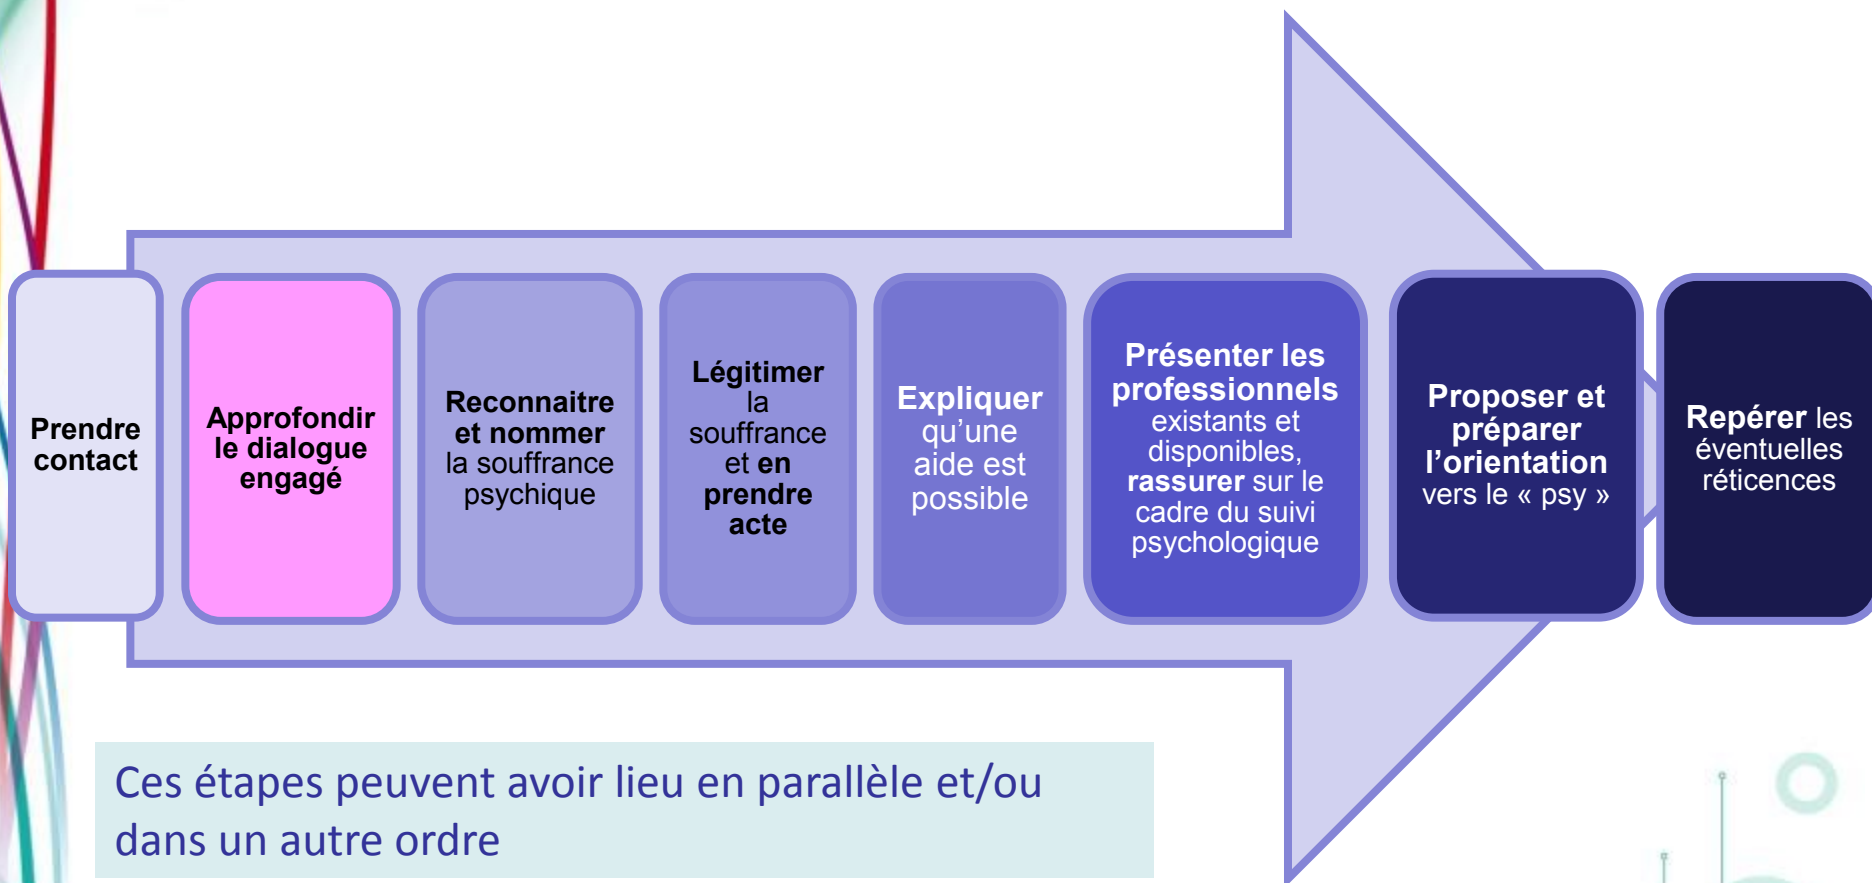 Prendre
contact
Approfondir
le dialogue
engagé
Reconnaitre
et nommer
la souffrance
psychique
Légitimer
la
souffrance
et en
prendre
acte
Expliquer
qu’une
aide est
possible
Présenter les
professionnels
existants et
disponibles,
rassurer sur le
cadre du suivi
psychologique
Proposer et
préparer
l’orientation
vers le « psy »
Repérer les
éventuelles
réticences
Ces étapes peuvent avoir lieu en parallèle et/ou
dans un autre ordre